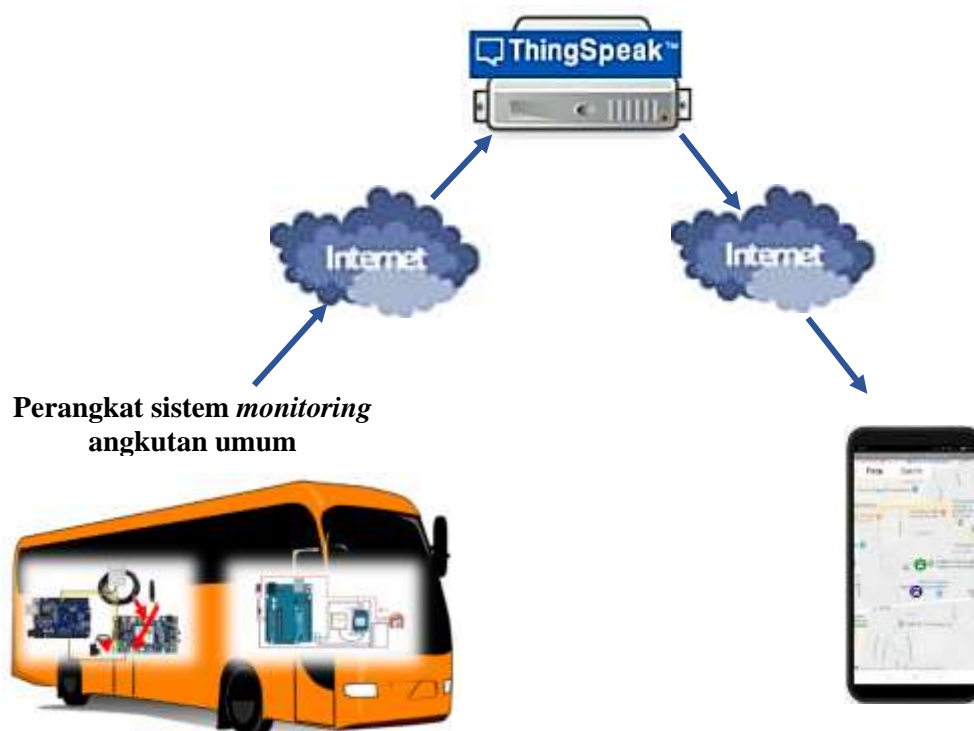 ThingSpeak™
Internet
Internet
Perangkat sistem monitoring
angkutan umum